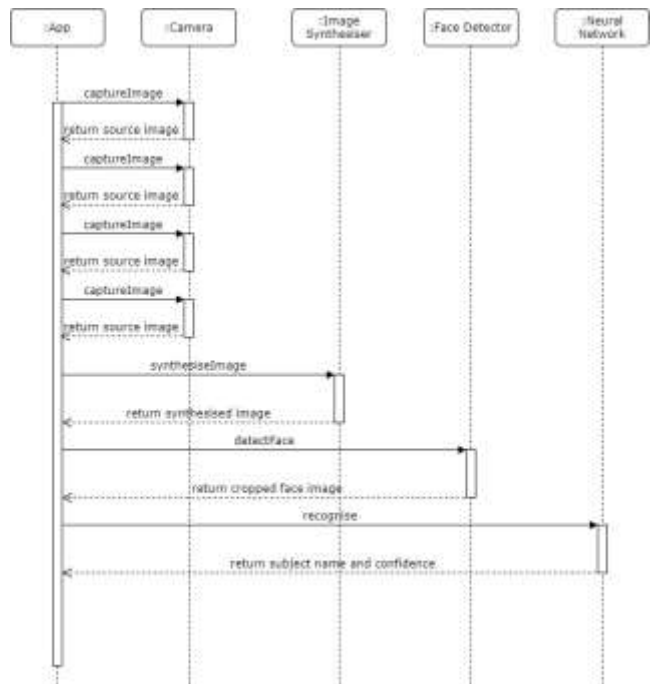 :App
:Camera
:Image
Synthesiser
:Face Detector
:Neural
Network
captureImage
return source image
captureImage
return source image
captureImage
return source image
captureImage
return source image
synthesiseImage
return synthesised image
detectFace
return cropped face image
recognise
return subject name and confidence